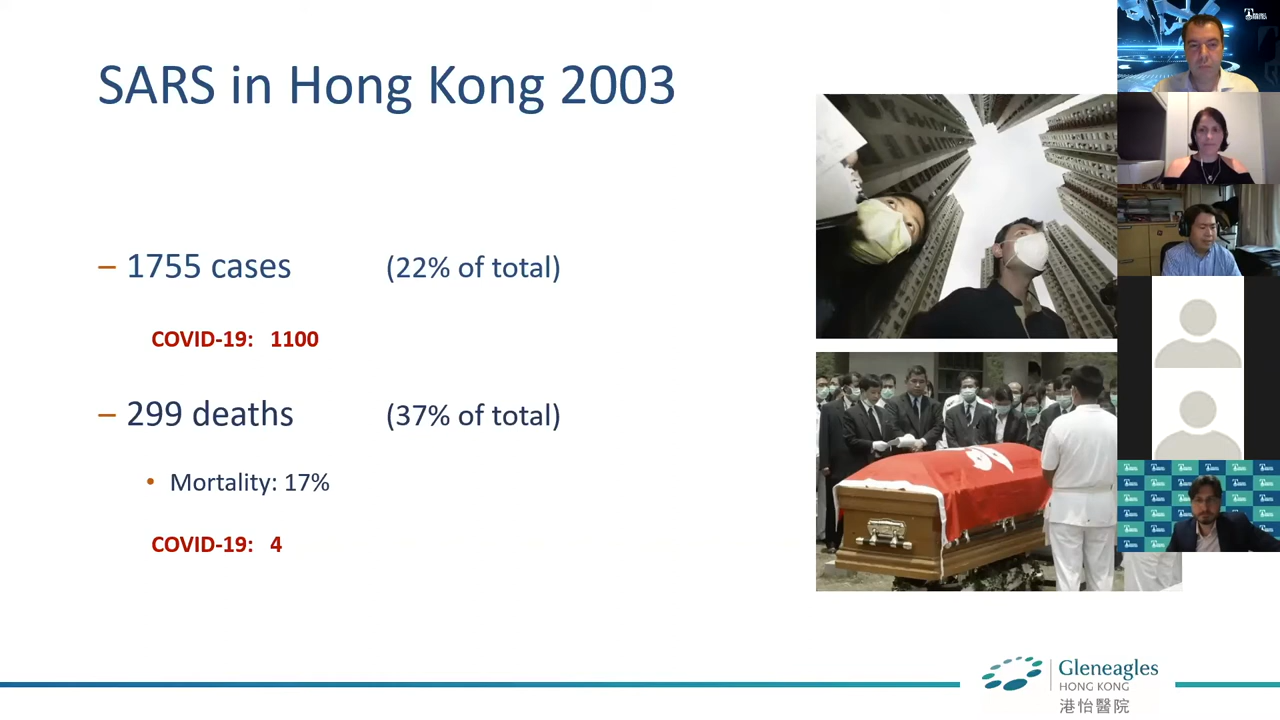 SARS in Hong Kong 2003
– 1755 cases (22% of total)
COVID-19: 1100
– 299 deaths (37% of total)
• Mortality: 17%
COVID-19: 4
Gleneagles
HONG KONG
港怡醫院